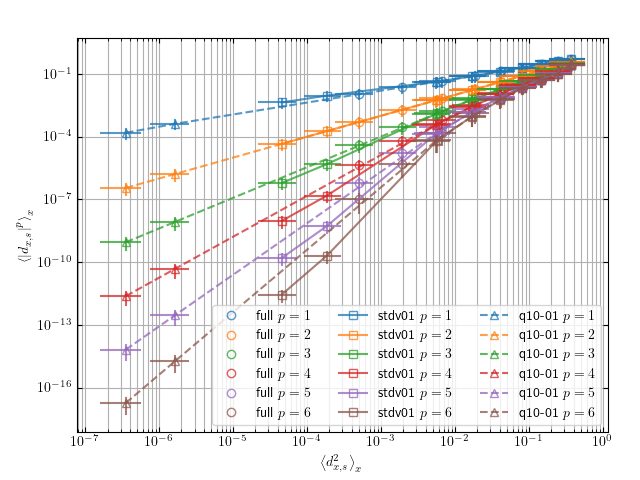 10⁻¹
10⁻⁴
10⁻⁷
10⁻¹⁰
10⁻¹³
10⁻¹⁶
⟨|d_{x,s}|^p⟩_x
full p = 1 stdv01 p = 1 q10-01 p = 1
full p = 2 stdv01 p = 2 q10-01 p = 2
full p = 3 stdv01 p = 3 q10-01 p = 3
full p = 4 stdv01 p = 4 q10-01 p = 4
full p = 5 stdv01 p = 5 q10-01 p = 5
full p = 6 stdv01 p = 6 q10-01 p = 6
10⁻⁷ 10⁻⁶ 10⁻⁵ 10⁻⁴ 10⁻³ 10⁻² 10⁻¹ 10⁰
⟨d²_{x,s}⟩_x